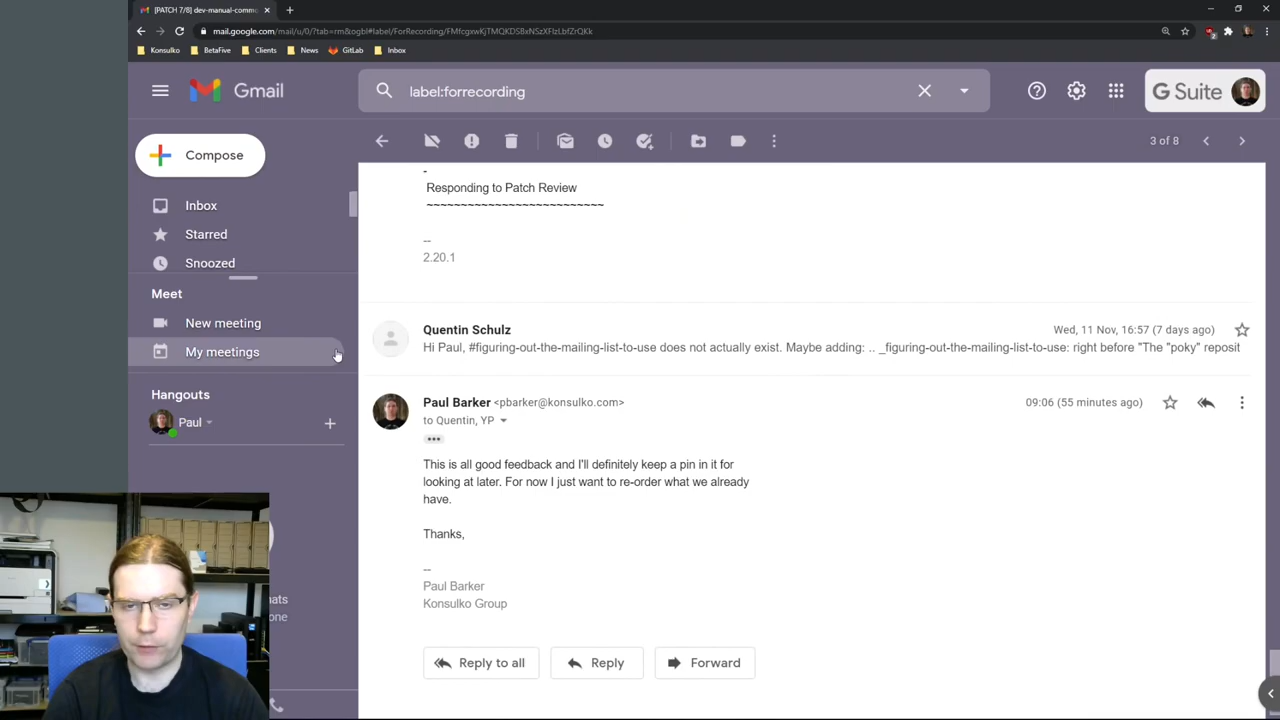 [PATCH 7/8] dev-manual-commo
mail.google.com/mail/u/0/?tab=rm&ogbl#label/ForRecording/FMfcgxwKjTMQKDSBxNSzXFlzLbfZrQKk
Konsulko
BetaFive
Clients
News
GitLab
Inbox
Gmail
label:forrecording
G Suite
Compose
3 of 8
Inbox
Starred
Snoozed
Meet
New meeting
My meetings
Hangouts
Paul
-
Responding to Patch Review
~~~~~~~~~~~~~~~~~~~~~~~~~~
--
2.20.1
Quentin Schulz
Wed, 11 Nov, 16:57 (7 days ago)
Hi Paul, #figuring-out-the-mailing-list-to-use does not actually exist. Maybe adding: .. _figuring-out-the-mailing-list-to-use: right before "The "poky" reposit
Paul Barker <pbarker@konsulko.com>
09:06 (55 minutes ago)
to Quentin, YP
This is all good feedback and I'll definitely keep a pin in it for
looking at later. For now I just want to re-order what we already
have.
Thanks,
--
Paul Barker
Konsulko Group
Reply to all
Reply
Forward